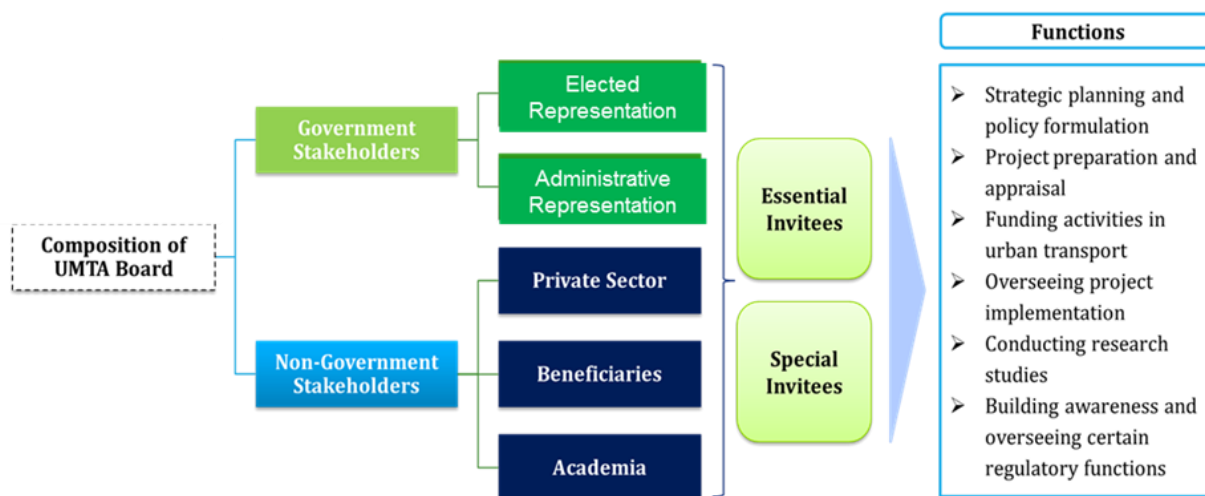 Composition of
UMTA Board
Government
Stakeholders
Non-Government
Stakeholders
Elected
Representation
Administrative
Representation
Private Sector
Beneficiaries
Academia
Essential
Invitees
Special
Invitees
Functions
➢ Strategic planning and
policy formulation
➢ Project preparation and
appraisal
➢ Funding activities in
urban transport
➢ Overseeing project
implementation
➢ Conducting research
studies
➢ Building awareness and
overseeing certain
regulatory functions